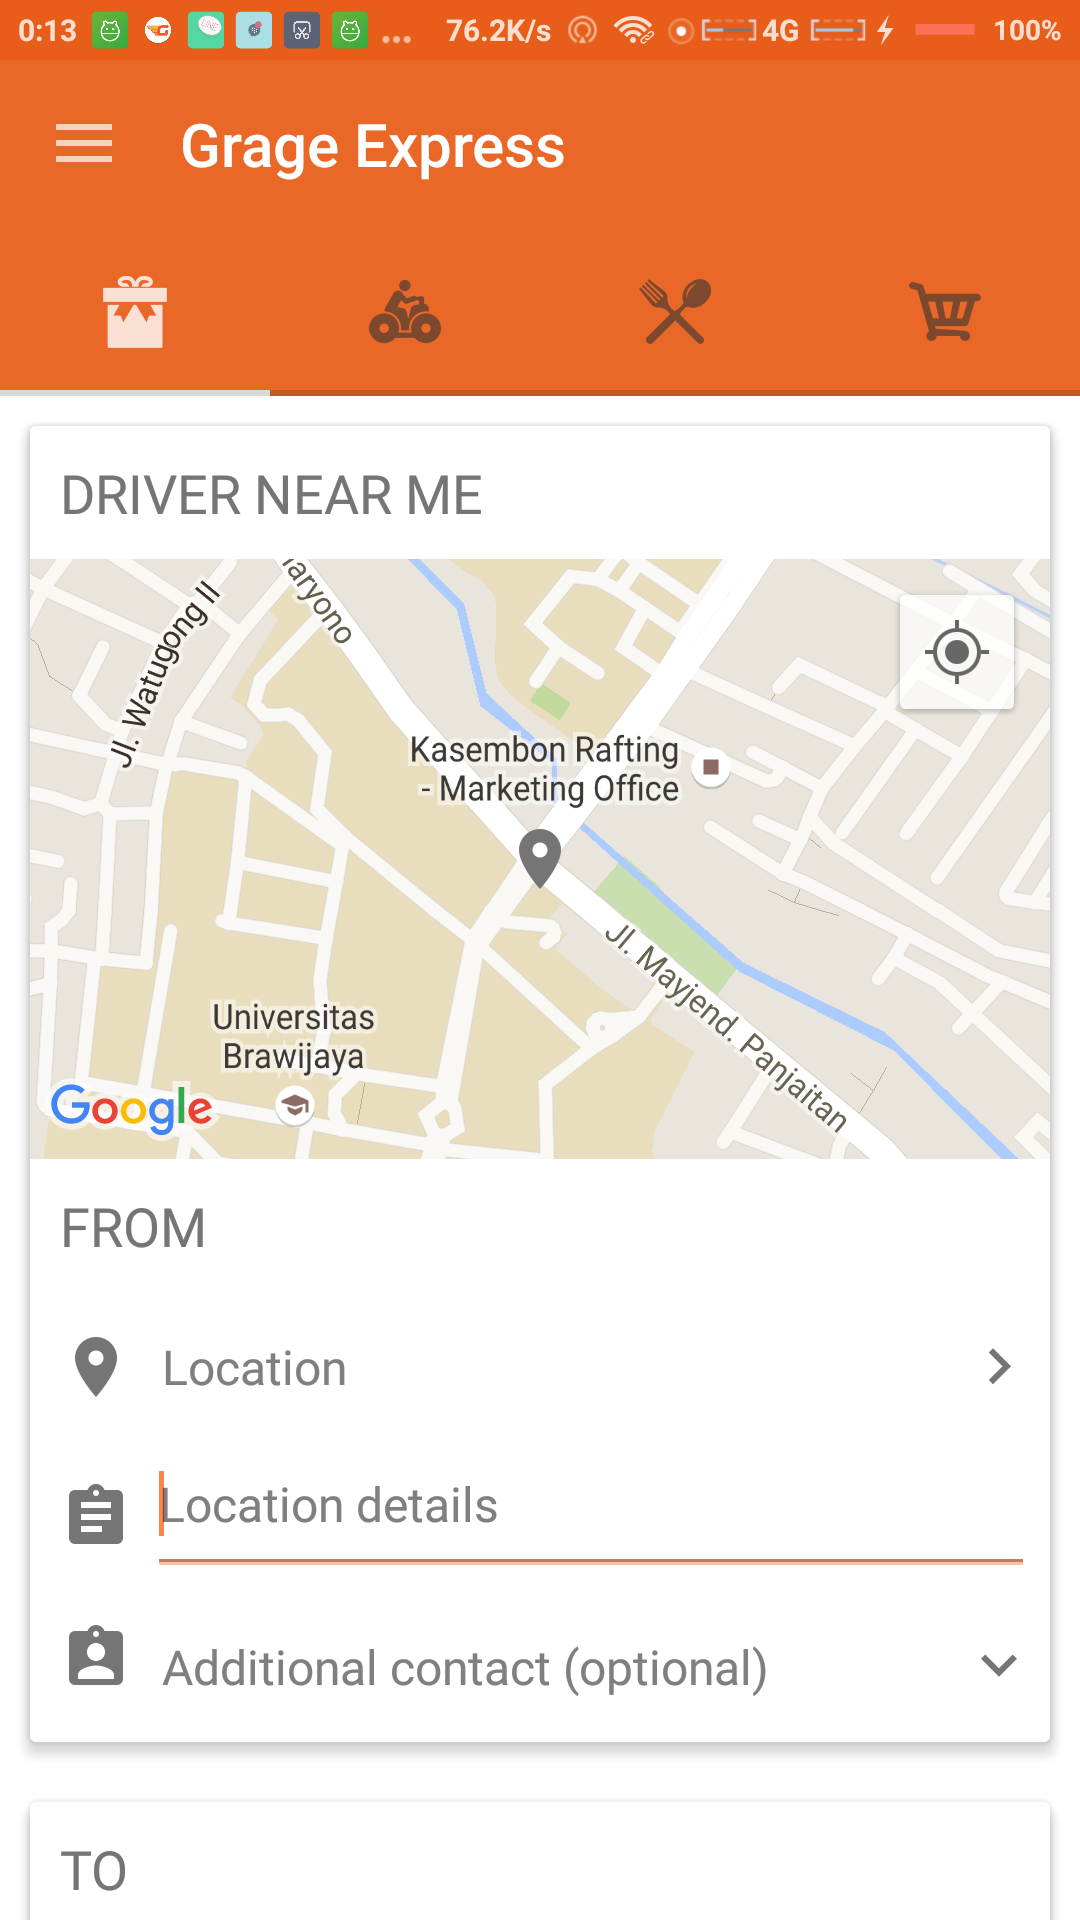 0:13 ... 76.2K/s 4G 100%
Grage Express
DRIVER NEAR ME
Jl. Watugong II
aryono
Kasembon Rafting
- Marketing Office
Jl. Mayjend. Panjaitan
Universitas
Brawijaya
Google
FROM
Location
Location details
Additional contact (optional)
TO